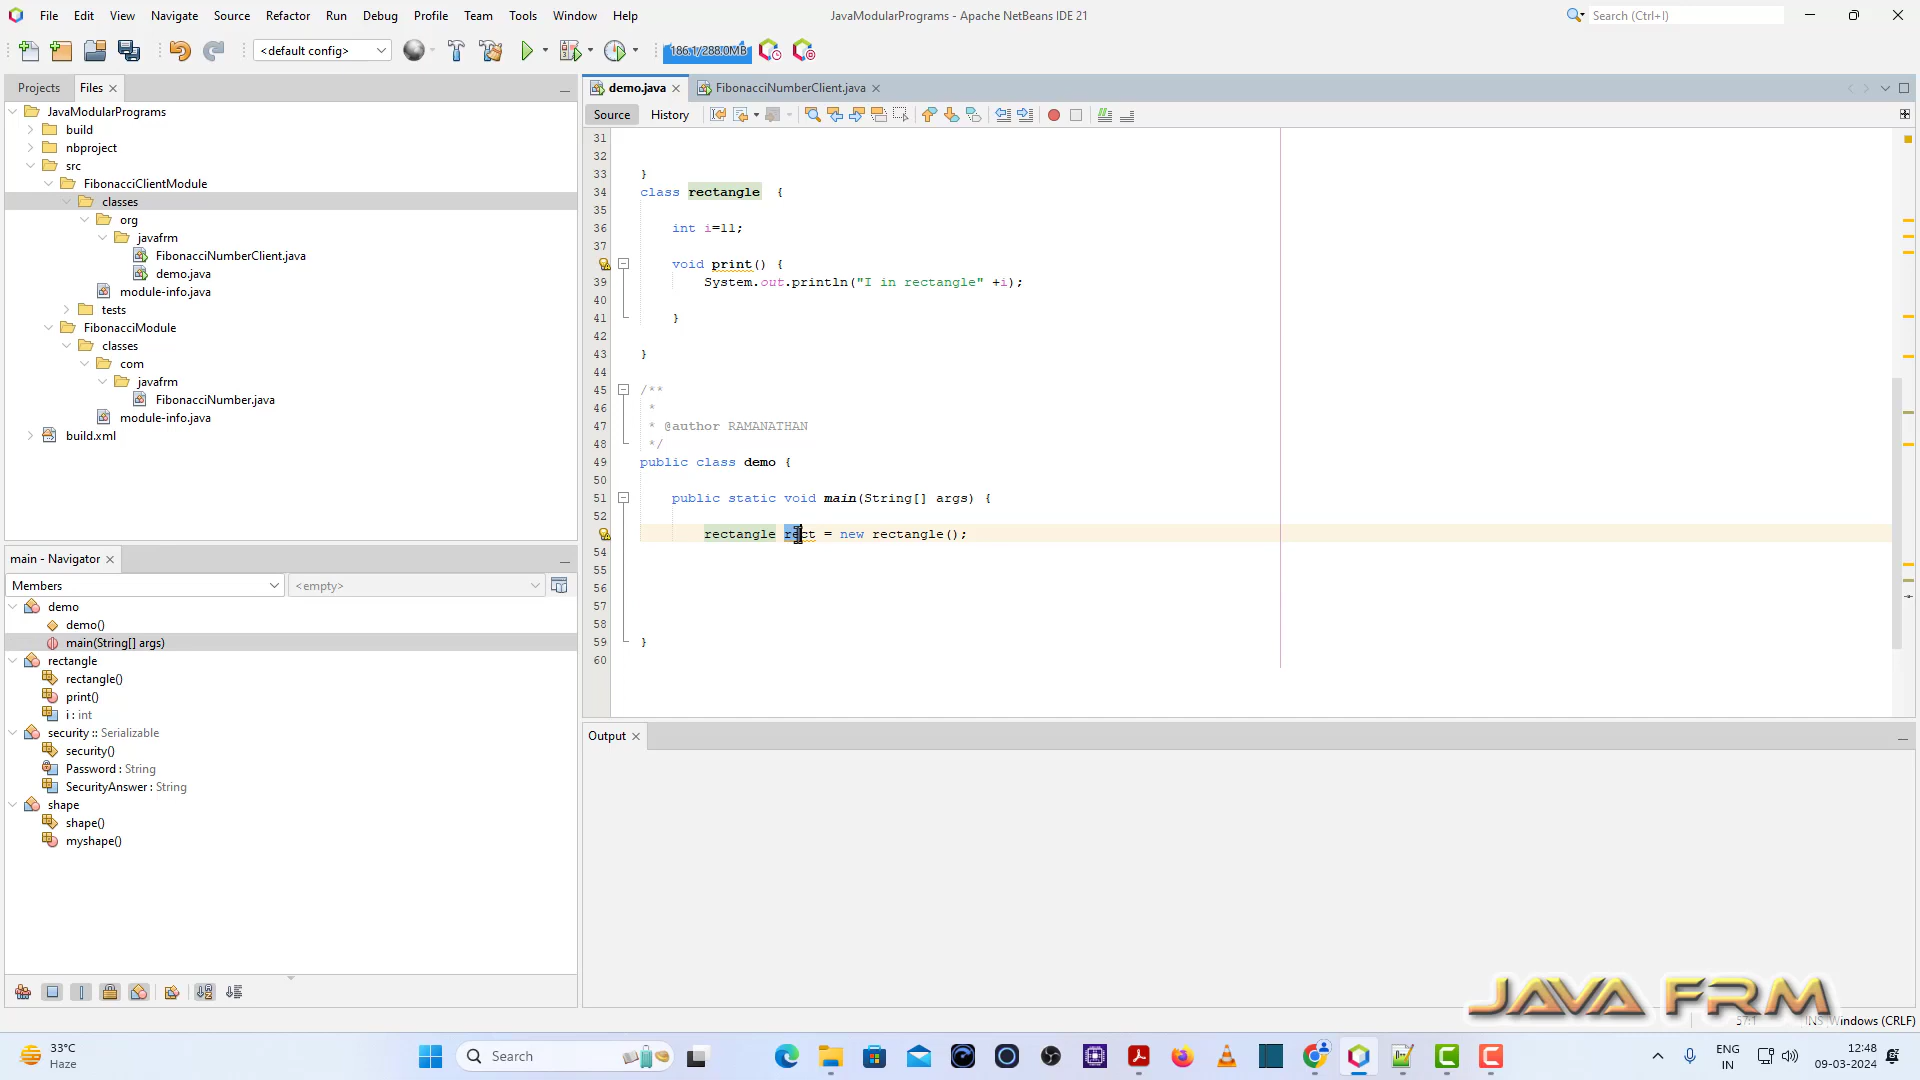 File Edit View Navigate Source Refactor Run Debug Profile Team Tools Window Help
JavaModularPrograms - Apache NetBeans IDE 21
Search (Ctrl+I)
<default config>
186.1/288.0MB
Projects Files
JavaModularPrograms
build
nbproject
src
FibonacciClientModule
classes
org
javafrm
FibonacciNumberClient.java
demo.java
module-info.java
tests
FibonacciModule
classes
com
javafrm
FibonacciNumber.java
module-info.java
build.xml
main - Navigator
Members
<empty>
demo
demo()
main(String[] args)
rectangle
rectangle()
print()
i : int
security :: Serializable
security()
Password : String
SecurityAnswer : String
shape
shape()
myshape()
demo.java FibonacciNumberClient.java
Source History
31
32
33 }
34 class rectangle {
35
36 int i=11;
37
void print() {
39 System.out.println("I in rectangle" +i);
40
41 }
42
43 }
44
45 /**
46 *
47 * @author RAMANATHAN
48 */
49 public class demo {
50
51 public static void main(String[] args) {
52
rectangle rect = new rectangle();
54
55
56
57
58
59 }
60
Output
JAVA FRM
57:1 INS Windows (CRLF)
33°C
Haze
Search
ENG
IN
12:48
09-03-2024